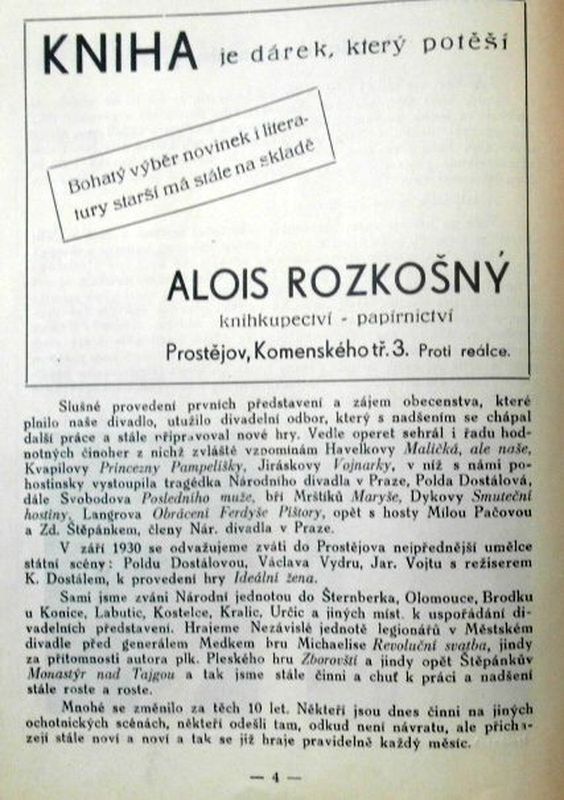 KNIHA je dárek, který potěší
Bohatý výběr novinek i litera-
tury starší má stále na skladě
ALOIS ROZKOŠNÝ
knihkupectví - papírnictví
Prostějov, Komenského tř. 3. Proti reálce.
Slušné provedení prvních představení a zájem obecenstva, které
plnilo naše divadlo, utužilo divadelní odbor, který s nadšením se chápal
další práce a stále připravoval nové hry. Vedle operet sehrál i řadu hod-
notných činoher z nichž zvláště vzpomínám Havelkovy Maličká, ale naše,
Kvapilovy Princezny Pampelišky, Jiráskovy Vojnarky, v níž s námi po-
hostinsky vystoupila tragédka Národního divadla v Praze, Polda Dostálová,
dále Svobodova Posledního muže, bří Mrštíků Maryše, Dykovy Smuteční
hostiny, Langrova Obrácení Ferdyše Pištory, opět s hosty Mílou Pačovou
a Zd. Štěpánkem, členy Nár. divadla v Praze.
V září 1930 se odvažujeme zváti do Prostějova nejpřednější umělce
státní scény: Poldu Dostálovou, Václava Vydru, Jar. Vojtu s režiserem
K. Dostálem, k provedení hry Ideální žena.
Sami jsme zváni Národní jednotou do Šternberka, Olomouce, Brodku
u Konice, Labutic, Kostelce, Kralic, Určic a jiných míst. k uspořádání di-
vadelních představení. Hrajeme Nezávislé jednotě legionářů v Městském
divadle před generálem Medkem hru Michaelise Revoluční svatba, jindy
za přítomnosti autora plk. Pleského hru Zborovští a jindy opět Štěpánkův
Monastýr nad Tajgou a tak jsme stále činni a chuť k práci a nadšení
stále roste a roste.
Mnohé se změnilo za těch 10 let. Někteří jsou dnes činni na jiných
ochotnických scénách, někteří odešli tam, odkud není návratu, ale přichá-
zejí stále noví a noví a tak se již hraje pravidelně každý měsíc.
— 4 —